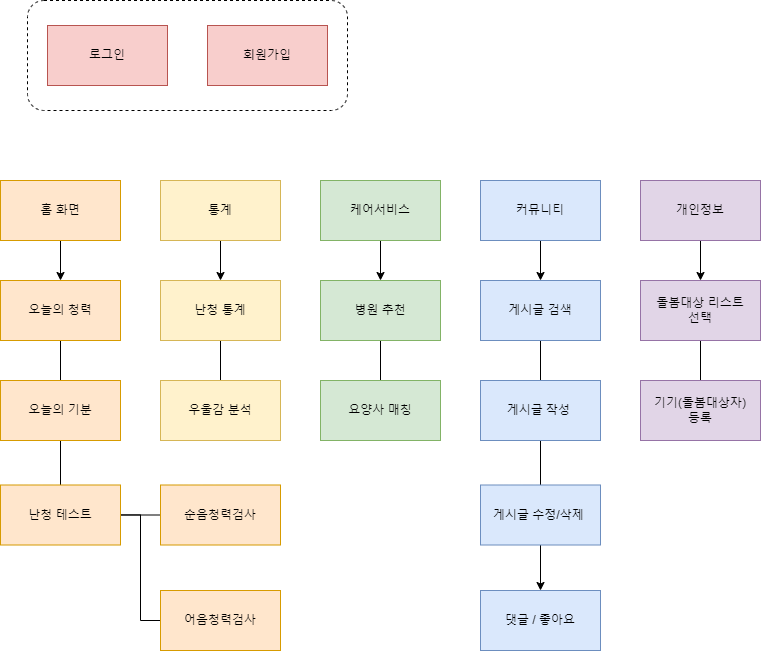 로그인
회원가입
홈 화면
통계
케어서비스
커뮤니티
개인정보
오늘의 청력
난청 통계
병원 추천
게시글 검색
돌봄대상 리스트
선택
오늘의 기분
우울감 분석
요양사 매칭
게시글 작성
기기(돌봄대상자)
등록
난청 테스트
순음청력검사
게시글 수정/삭제
어음청력검사
댓글 / 좋아요